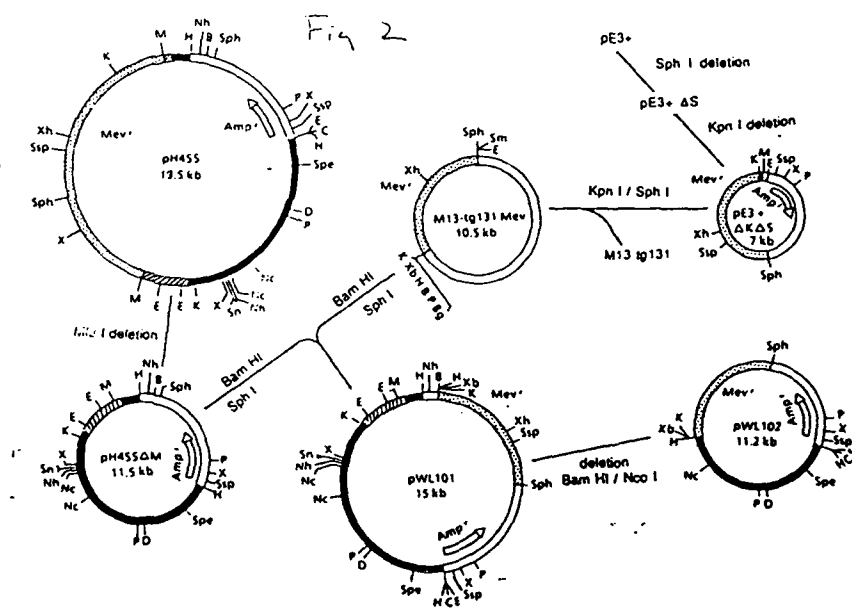 Fig 2
pE3+
Sph I deletion
pE3+ ΔS
Kpn I deletion
M
H
Nh
B
Sph
K
P
X
Ssp
E
C
H
Amp^r
Mev^r
pH4SS
Xh
Ssp
Spe
Sph
D
P
X
Nc
M
E
E
K
X
Sn
Nc
Nh
Sph
Sm
E
Xh
Mev^r
M13-tg131 Mev
10.5 kb
K
Xb
H
B
P
Bg
Kpn I / Sph I
M13 tg131
Mev^r
K
M
E
Ssp
X
P
Amp^r
pE3+
ΔKΔS
7 kb
Xh
Ssp
Sph
I deletion
Bam HI
Sph I
Bam HI
Sph I
H
Nh
B
Sph
M
E
E
K
X
Sn
Nh
Nc
Nc
Amp^r
pH4SSΔM
11.5 kb
P
X
Ssp
H
Spe
P D
H
Nh
B
H
Xb
K
Mev^r
M
E
E
K
Xh
Ssp
Sn
Nh
Nc
pWL101
15 kb
Sph
Nc
Amp^r
P
D
Spe
H C E
X
Ssp
P
deletion
Bam HI / Nco I
Sph
Mev^r
Amp^r
K
Xb
H
pWL102
11.2 kb
P
X
Ssp
H C
E
Nc
Spe
P D